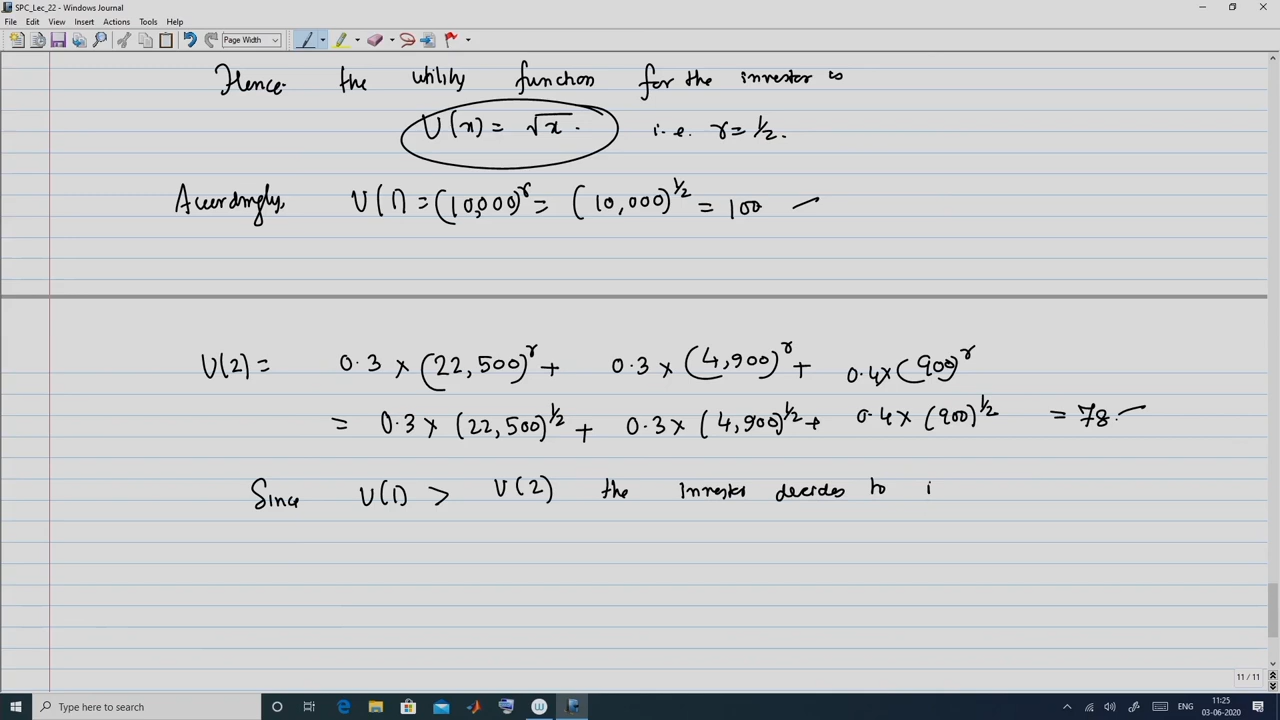 SPC_Lec_22 - Windows Journal
File Edit View Insert Actions Tools Help
Page Width
Hence the utility function for the investor is
U(x) = √x. i.e. r = 1/2.
Accordingly, U(1) = (10,000)^r = (10,000)^1/2 = 100
U(2) = 0.3 × (22,500)^r + 0.3 × (4,900)^r + 0.4 × (900)^r
= 0.3 × (22,500)^1/2 + 0.3 × (4,900)^1/2 + 0.4 × (900)^1/2 = 78.
Since U(1) > U(2) the investor decides to i
11 / 11
Type here to search
ENG
11:25
03-06-2020